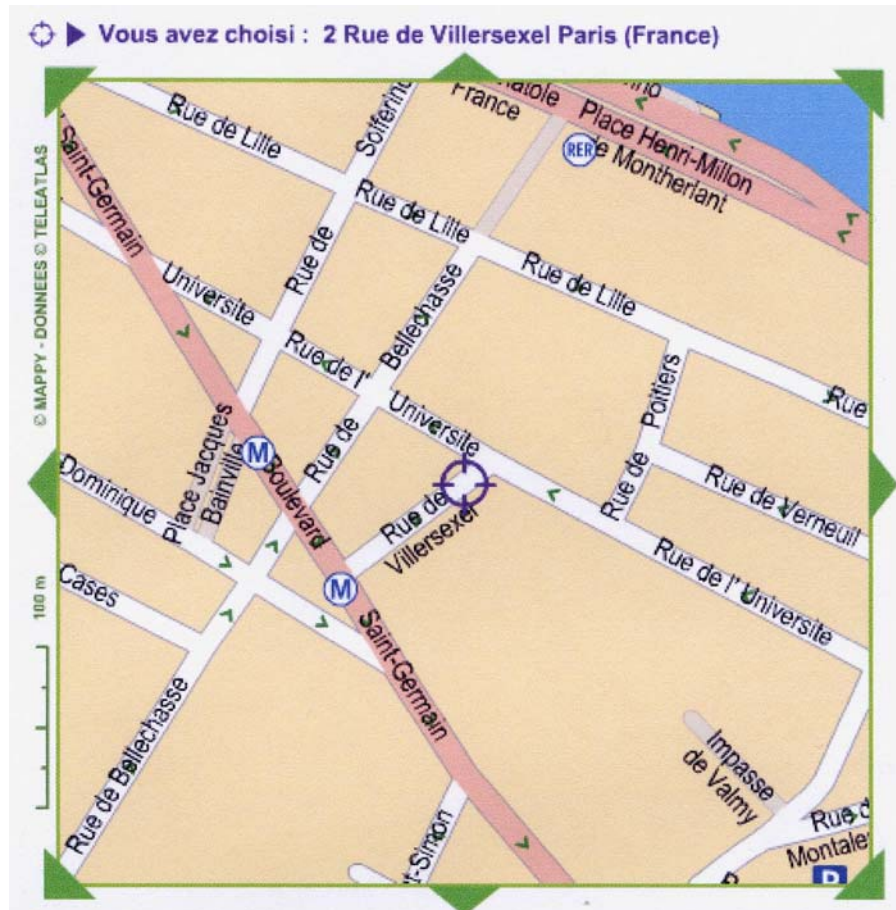 Vous avez choisi : 2 Rue de Villersexel Paris (France)
© MAPPY - DONNEES © TELEATLAS
100 m
Rue de Lille
Solferino
France
Place Henri-Millon
RER
de Montherlant
Saint-Germain
Rue de Lille
Rue de
Rue de Lille
Universite
Bellechasse
Rue de l'
Poitiers
Rue
Universite
Place Jacques
Bainville
M
Boulevard
Rue de
Dominique
Rue de
Villersexel
Rue de
Rue de Verneuil
Cases
M
Rue de l' Universite
Saint-Germain
Rue de Bellechasse
Impasse
de Valmy
Rue d
Montale
t-Simon
P